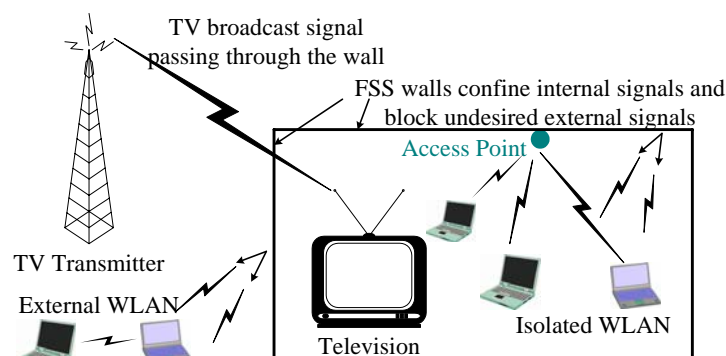 TV broadcast signal
passing through the wall
FSS walls confine internal signals and
block undesired external signals
Access Point
TV Transmitter
External WLAN
Television
Isolated WLAN